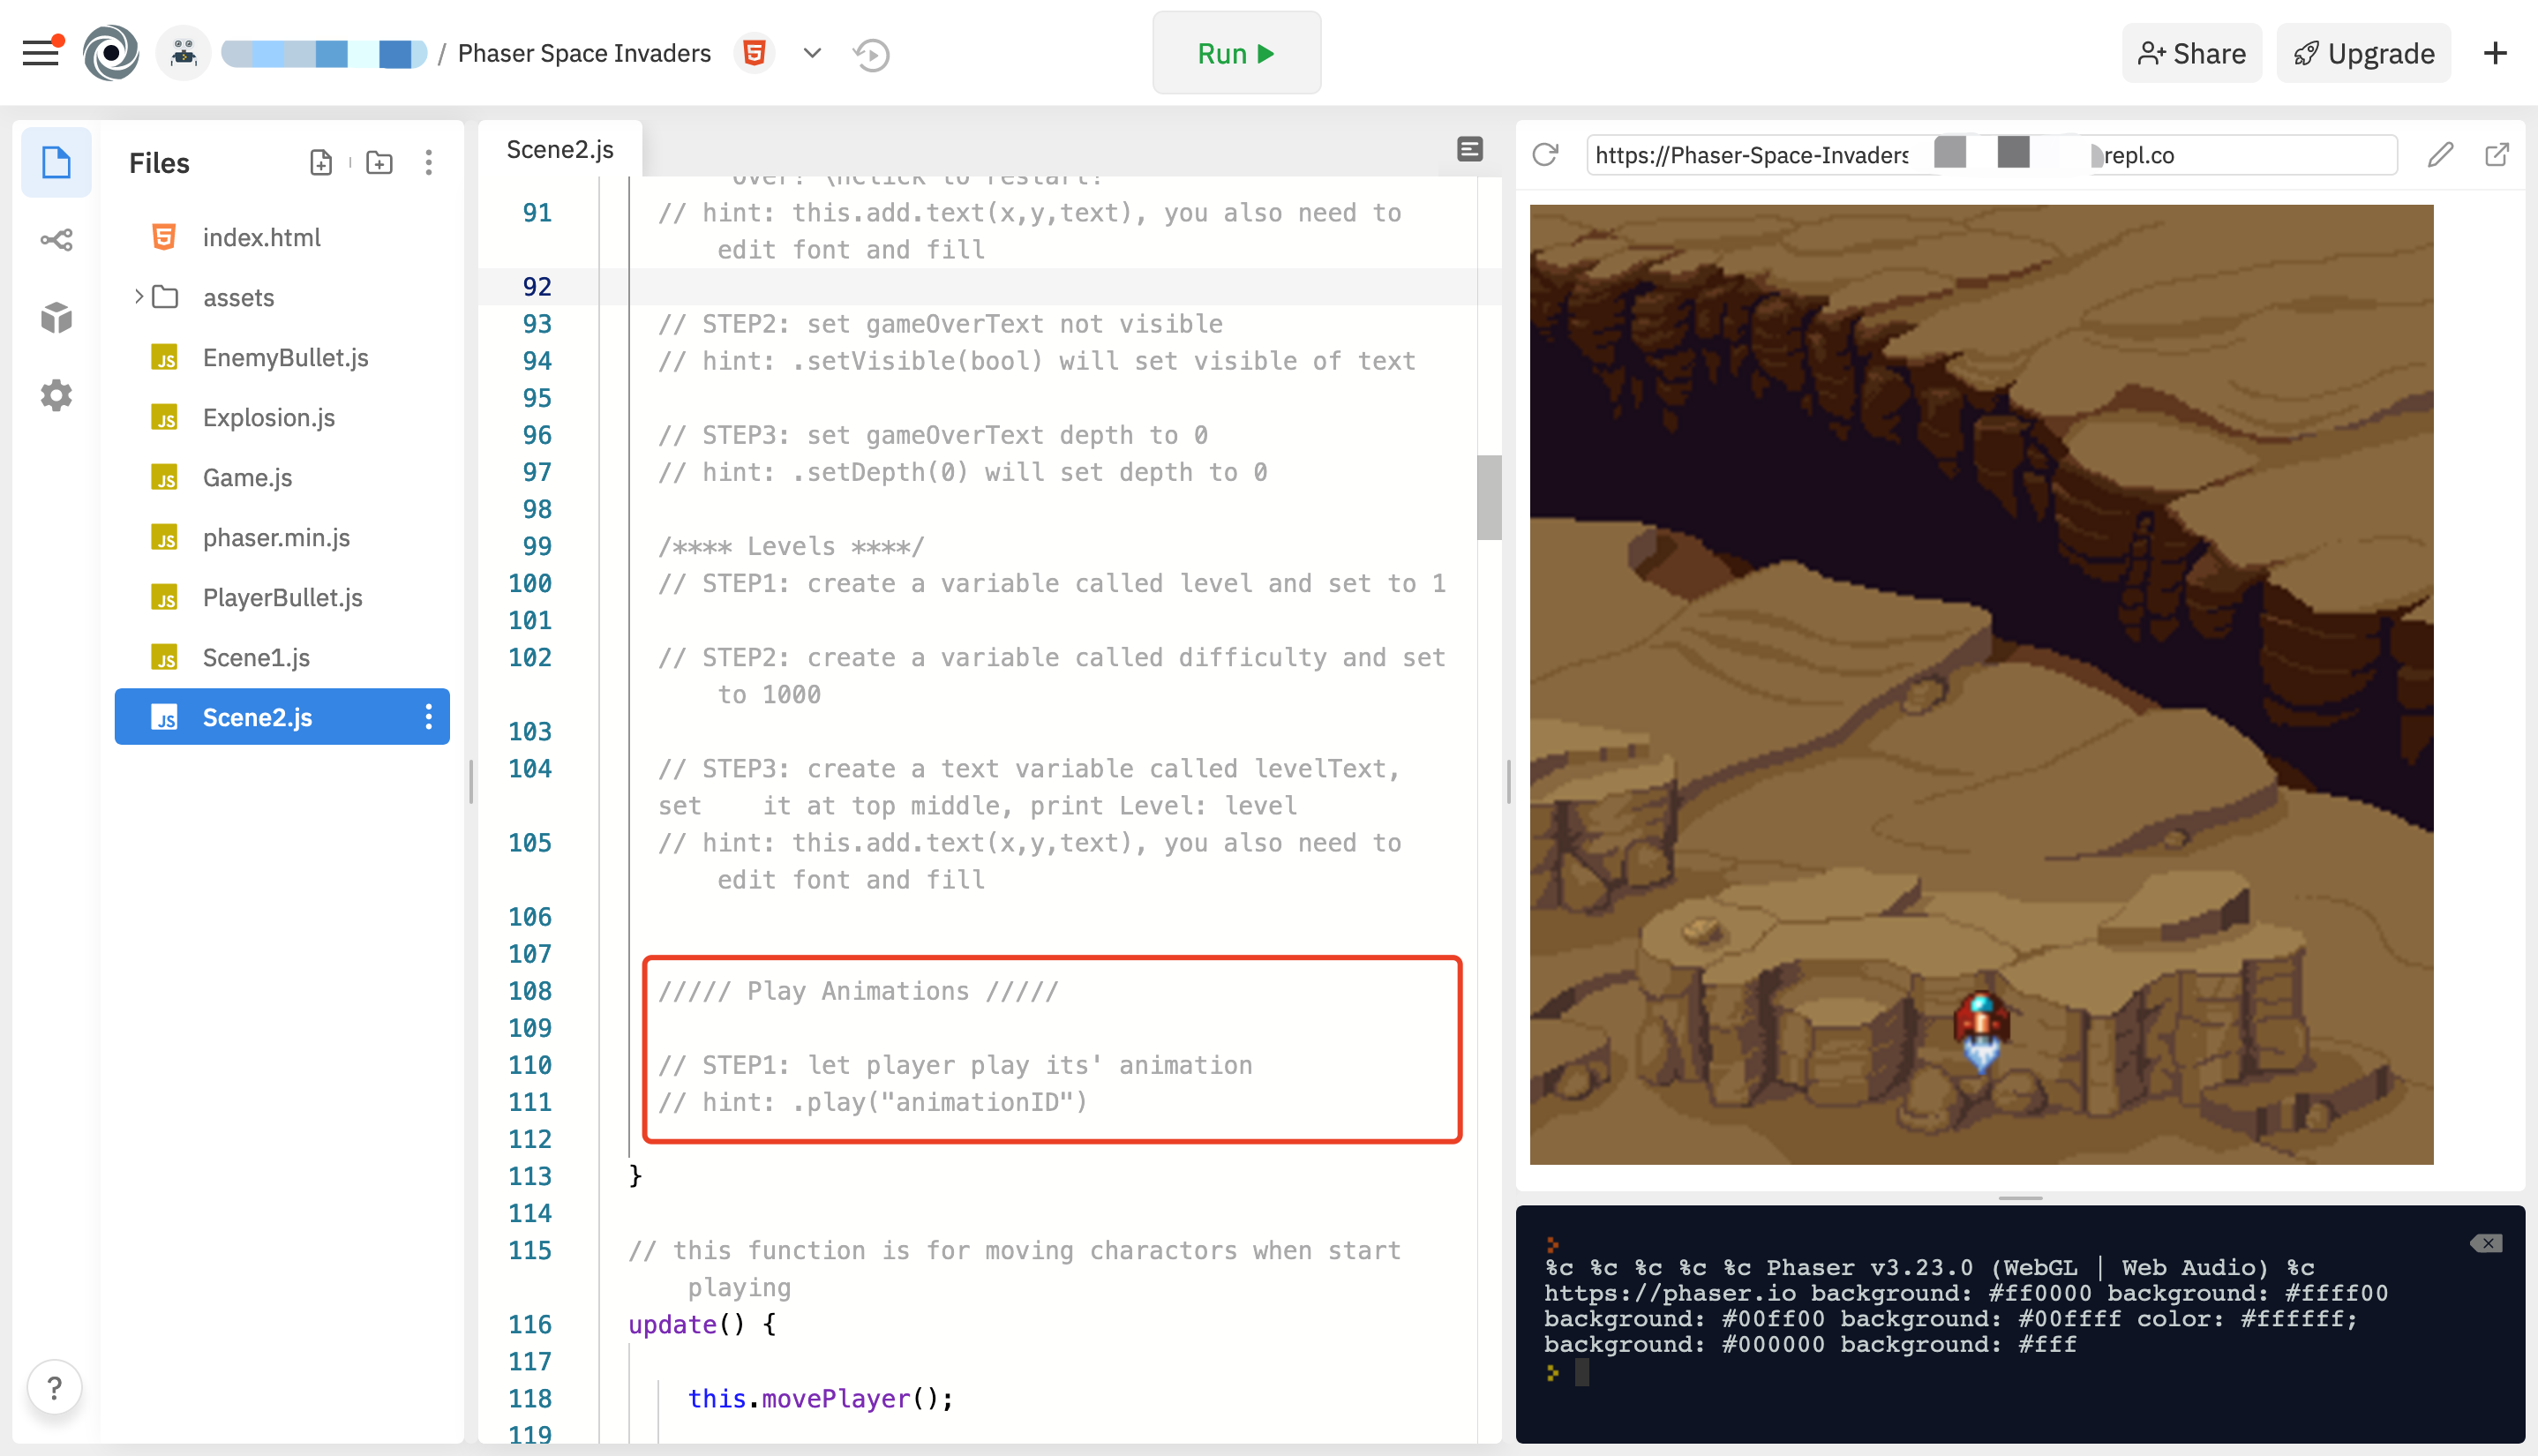 / Phaser Space Invaders
Run
Share
Upgrade
Files
index.html
assets
EnemyBullet.js
Explosion.js
Game.js
phaser.min.js
PlayerBullet.js
Scene1.js
Scene2.js
?
Scene2.js
over! \nClick to restart!
91 // hint: this.add.text(x,y,text), you also need to
edit font and fill
92
93 // STEP2: set gameOverText not visible
94 // hint: .setVisible(bool) will set visible of text
95
96 // STEP3: set gameOverText depth to 0
97 // hint: .setDepth(0) will set depth to 0
98
99 /**** Levels ****/
100 // STEP1: create a variable called level and set to 1
101
102 // STEP2: create a variable called difficulty and set
to 1000
103
104 // STEP3: create a text variable called levelText,
set it at top middle, print Level: level
105 // hint: this.add.text(x,y,text), you also need to
edit font and fill
106
107
108 ///// Play Animations /////
109
110 // STEP1: let player play its' animation
111 // hint: .play("animationID")
112
113 }
114
115 // this function is for moving charactors when start
playing
116 update() {
117
118 this.movePlayer();
119
https://Phaser-Space-Invaders repl.co
%c %c %c %c %c Phaser v3.23.0 (WebGL | Web Audio) %c
https://phaser.io background: #ff0000 background: #ffff00
background: #00ff00 background: #00ffff color: #ffffff;
background: #000000 background: #fff